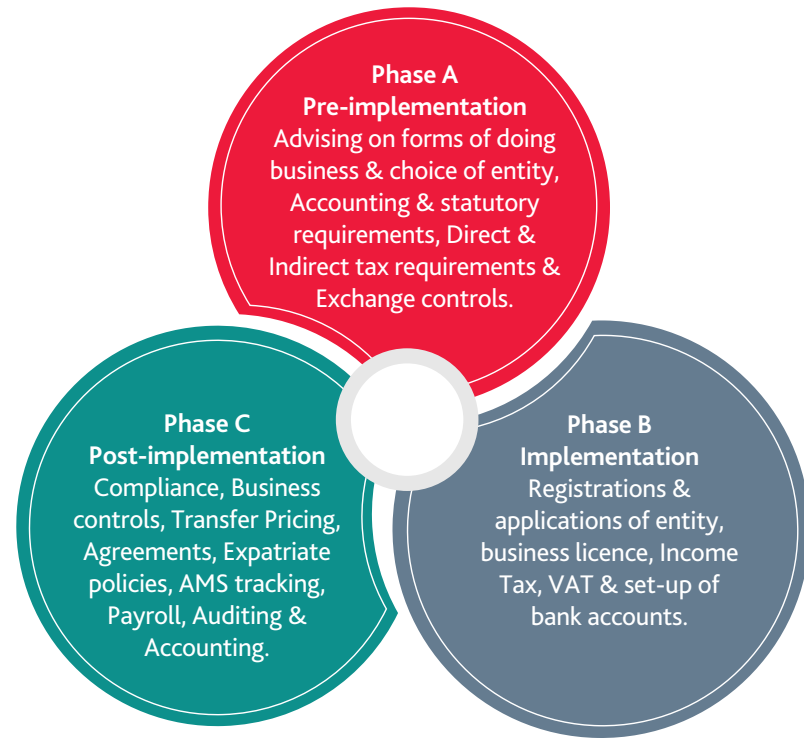 Phase A
Pre-implementation
Advising on forms of doing
business & choice of entity,
Accounting & statutory
requirements, Direct &
Indirect tax requirements &
Exchange controls.
Phase B
Implementation
Registrations &
applications of entity,
business licence, Income
Tax, VAT & set-up of
bank accounts.
Phase C
Post-implementation
Compliance, Business
controls, Transfer Pricing,
Agreements, Expatriate
policies, AMS tracking,
Payroll, Auditing &
Accounting.